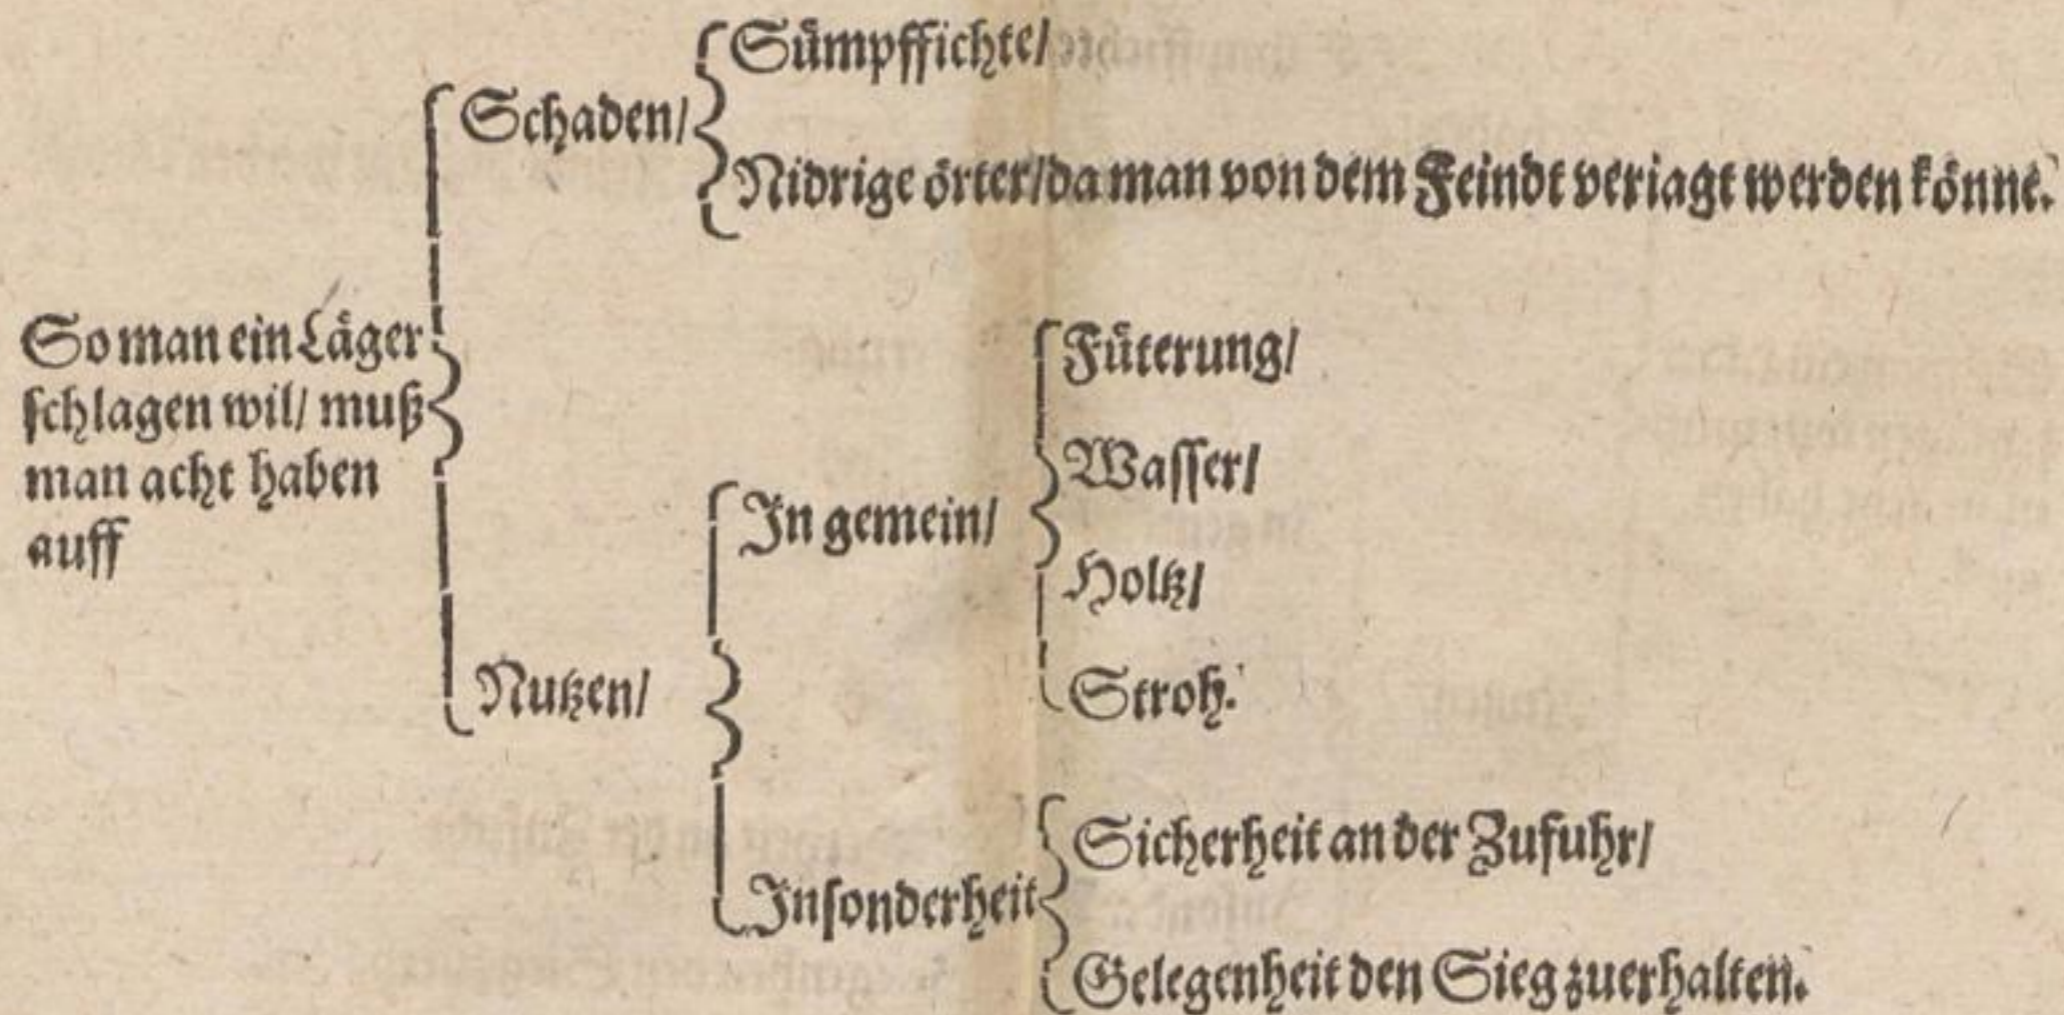 So man ein Läger
schlagen wil/ muß
man acht haben
auff
Schaden/
Sümpffichte/
Nidrige örter/da man von dem Feindt veriagt werden könne.
Nutzen/
In gemein/
Füterung/
Wasser/
Holtz/
Stroh.
Insonderheit
Sicherheit an der Zufuhr/
Gelegenheit den Sieg zuerhalten.